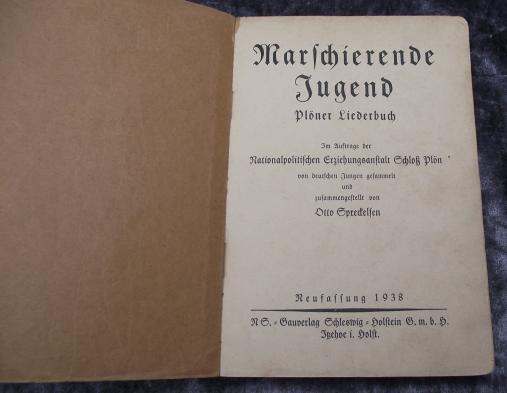 Marschierende
Jugend
Plöner Liederbuch
Im Auftrage der
Nationalpolitischen Erziehungsanstalt Schloß Plön
von deutschen Jungen gesammelt
und
zusammengestellt von
Otto Spreckelsen
Neufassung 1938
NS.-Gauverlag Schleswig-Holstein G.m.b.H.
Itzehoe i. Holst.